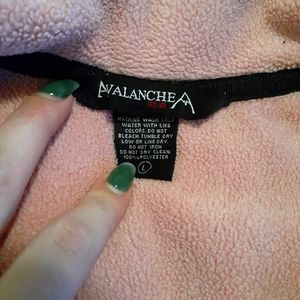 AVALANCHE
WEAR
MACHINE WASH COLD
WATER WITH LIKE
COLORS. DO NOT
BLEACH TUMBLE DRY
LOW OR LINE DRY.
DO NOT IRON
DO NOT DRY CLEAN.
100% POLYESTER
L